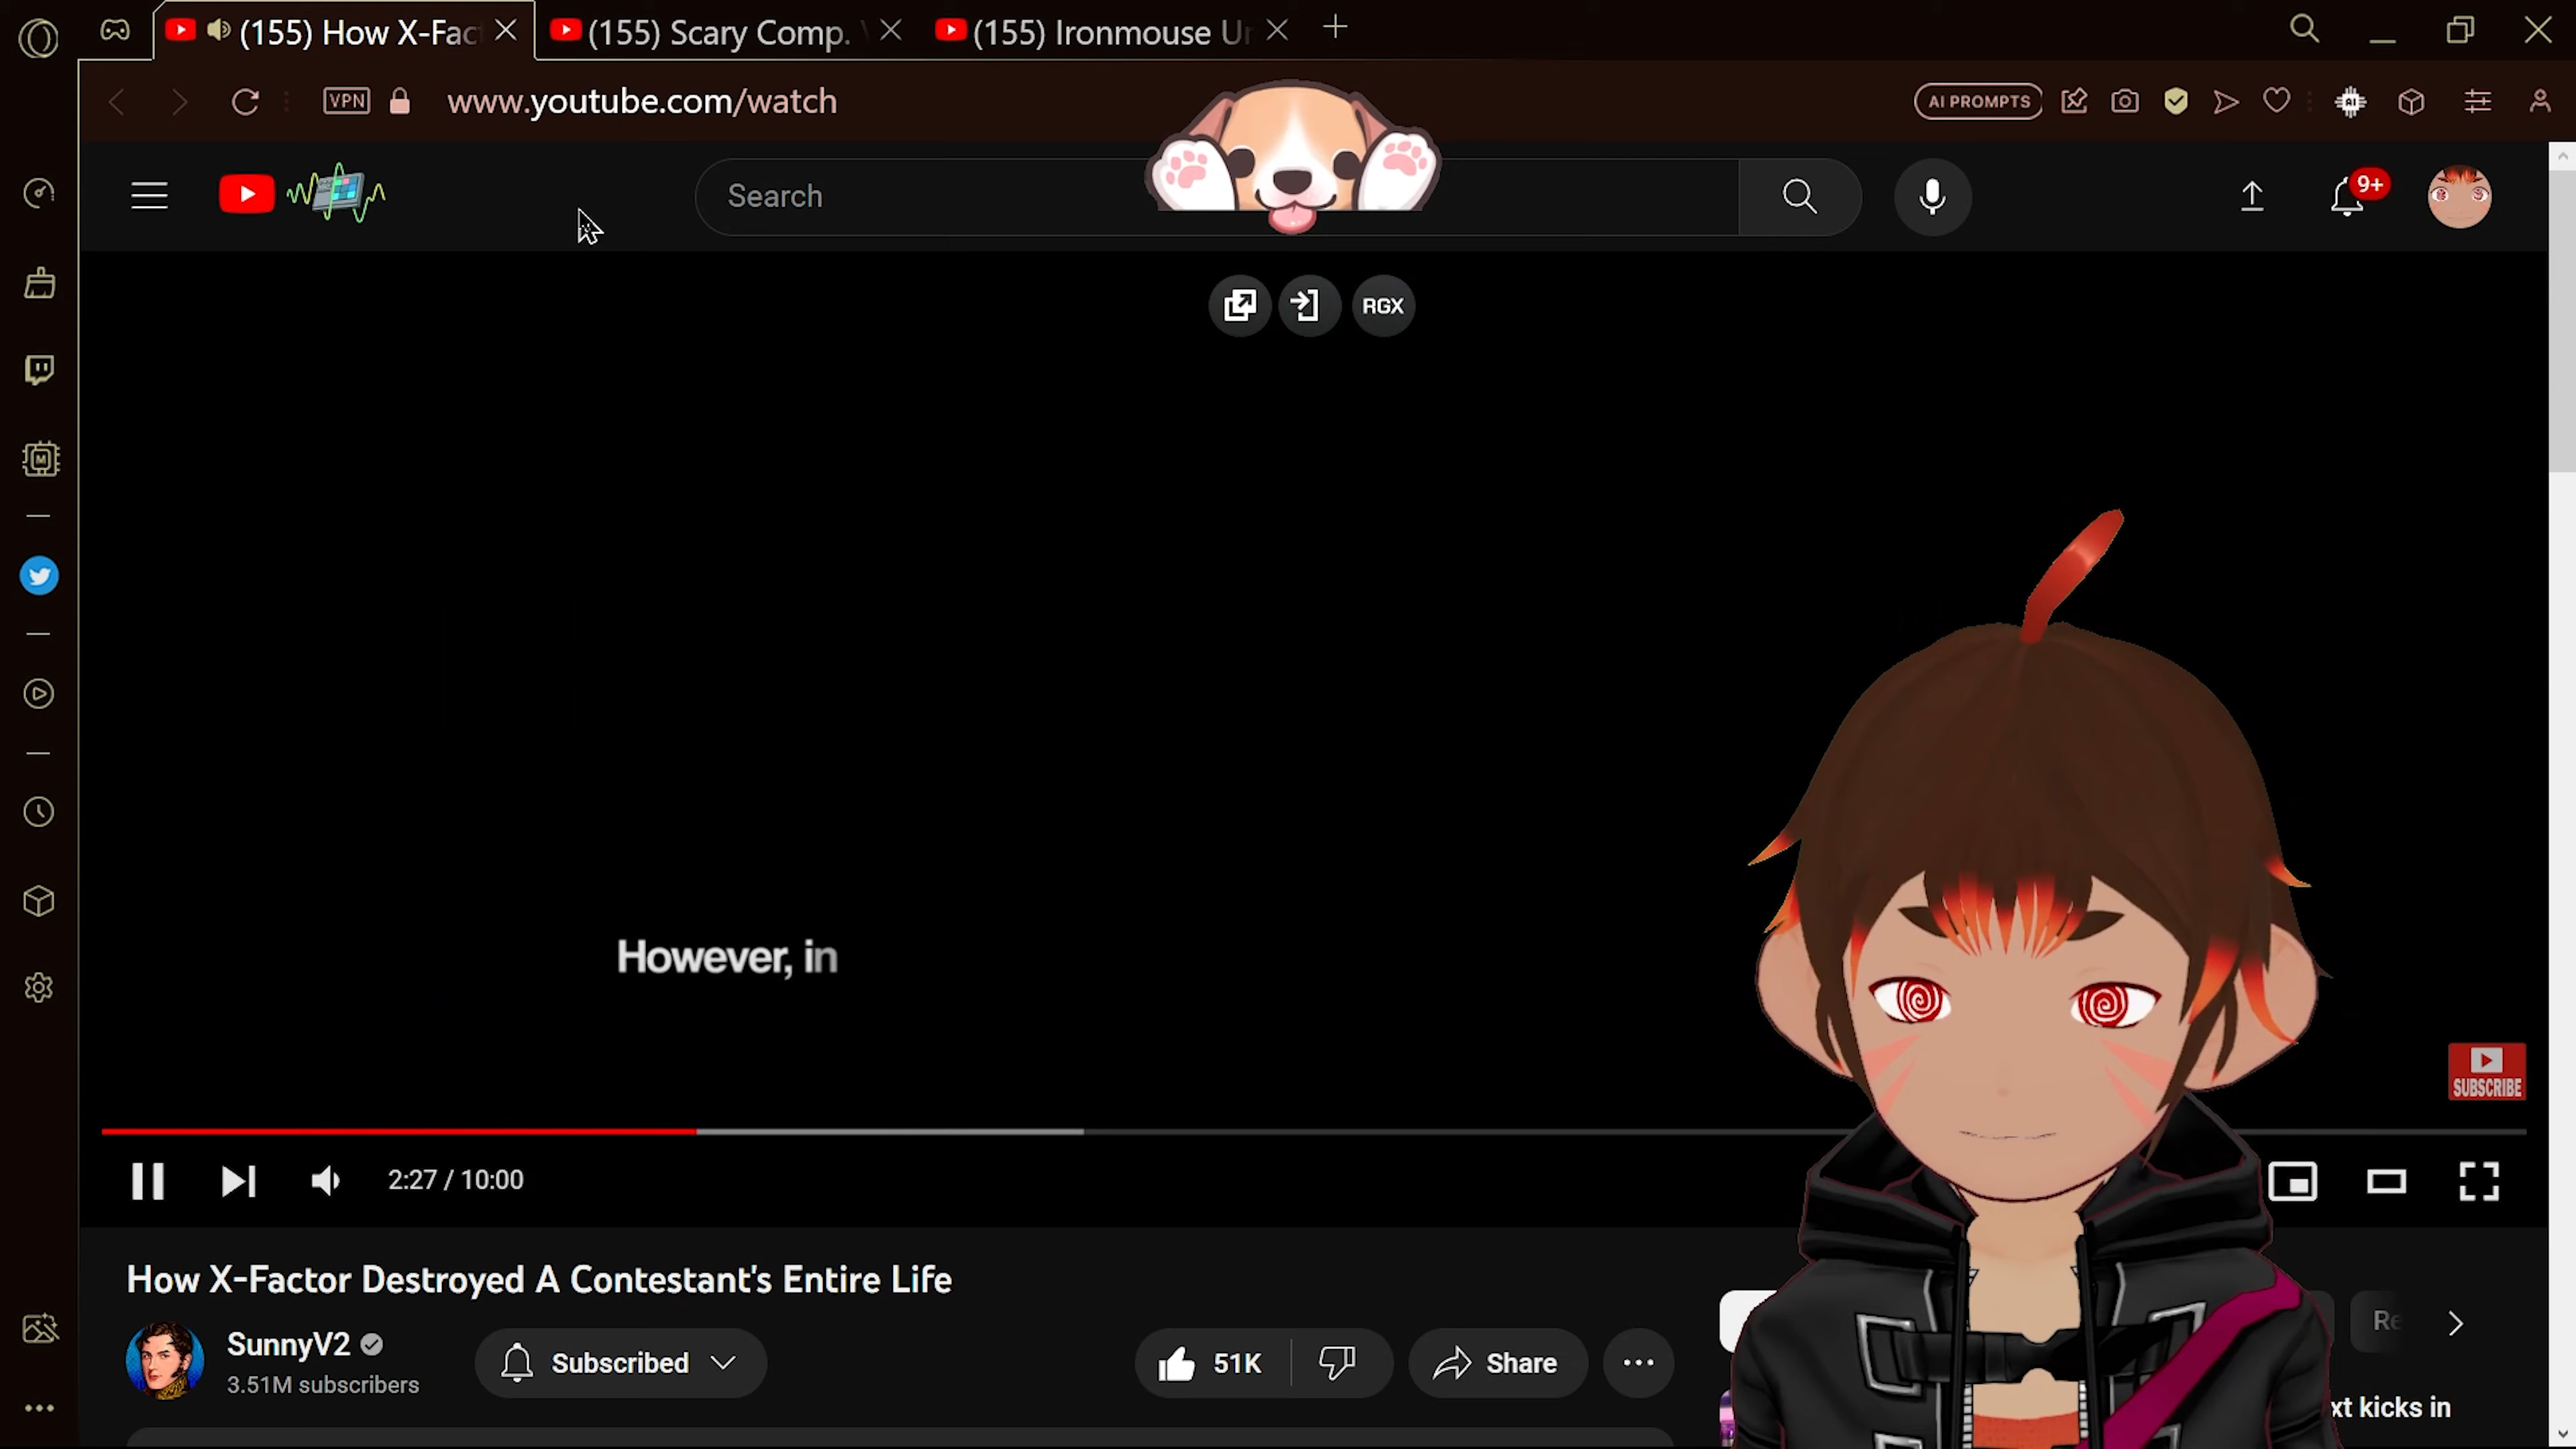 (155) How X-Fac
(155) Scary Comp.
(155) Ironmouse Ur
VPN
www.youtube.com/watch
AI PROMPTS
AI
Search
9+
RGX
M
However, in
SUBSCRIBE
2:27 / 10:00
How X-Factor Destroyed A Contestant's Entire Life
SunnyV2
3.51M subscribers
Subscribed
51K
Share
Re
xt kicks in